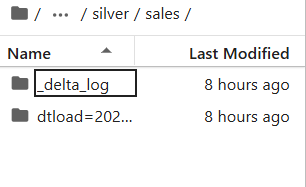 / ··· / silver / sales /
Name Last Modified
_delta_log 8 hours ago
dtload=202... 8 hours ago